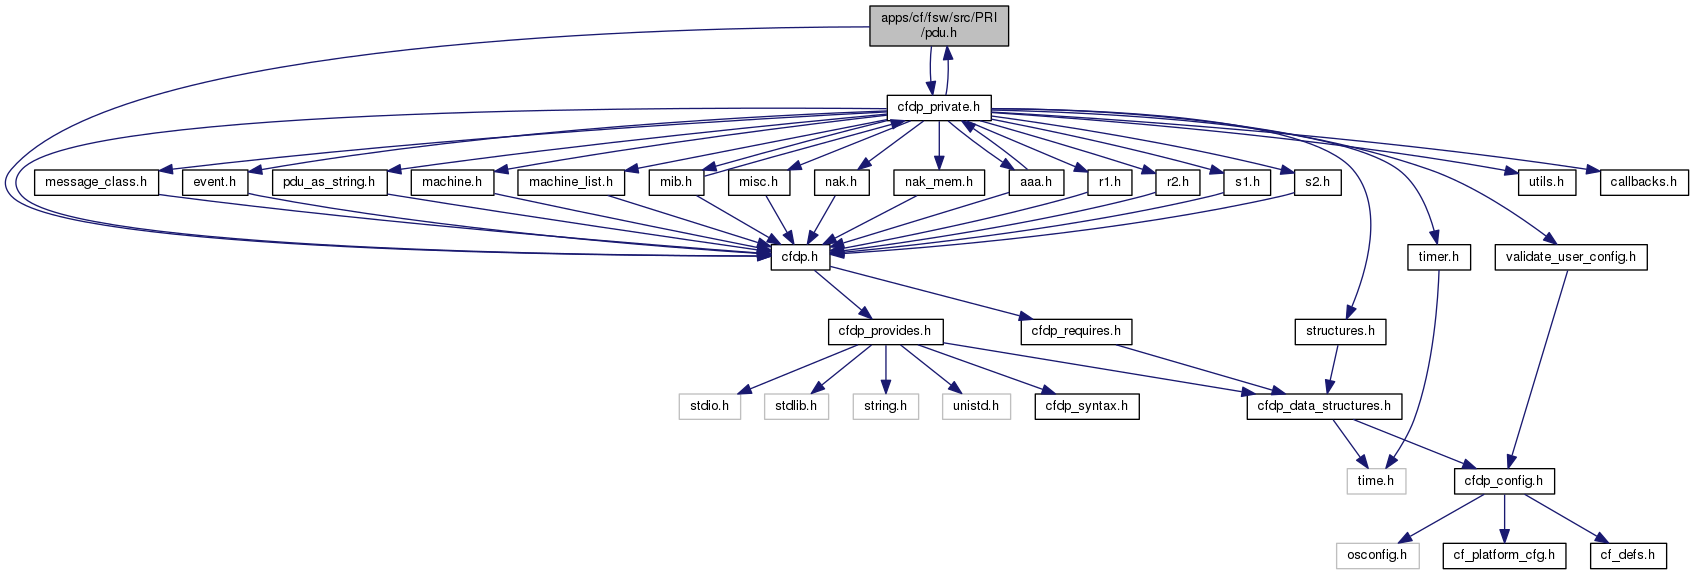 apps/cf/fsw/src/PRI
/pdu.h
cfdp_private.h
message_class.h
event.h
pdu_as_string.h
machine.h
machine_list.h
mib.h
misc.h
nak.h
nak_mem.h
aaa.h
r1.h
r2.h
s1.h
s2.h
utils.h
callbacks.h
cfdp.h
timer.h
validate_user_config.h
cfdp_provides.h
cfdp_requires.h
structures.h
stdio.h
stdlib.h
string.h
unistd.h
cfdp_syntax.h
cfdp_data_structures.h
time.h
cfdp_config.h
osconfig.h
cf_platform_cfg.h
cf_defs.h